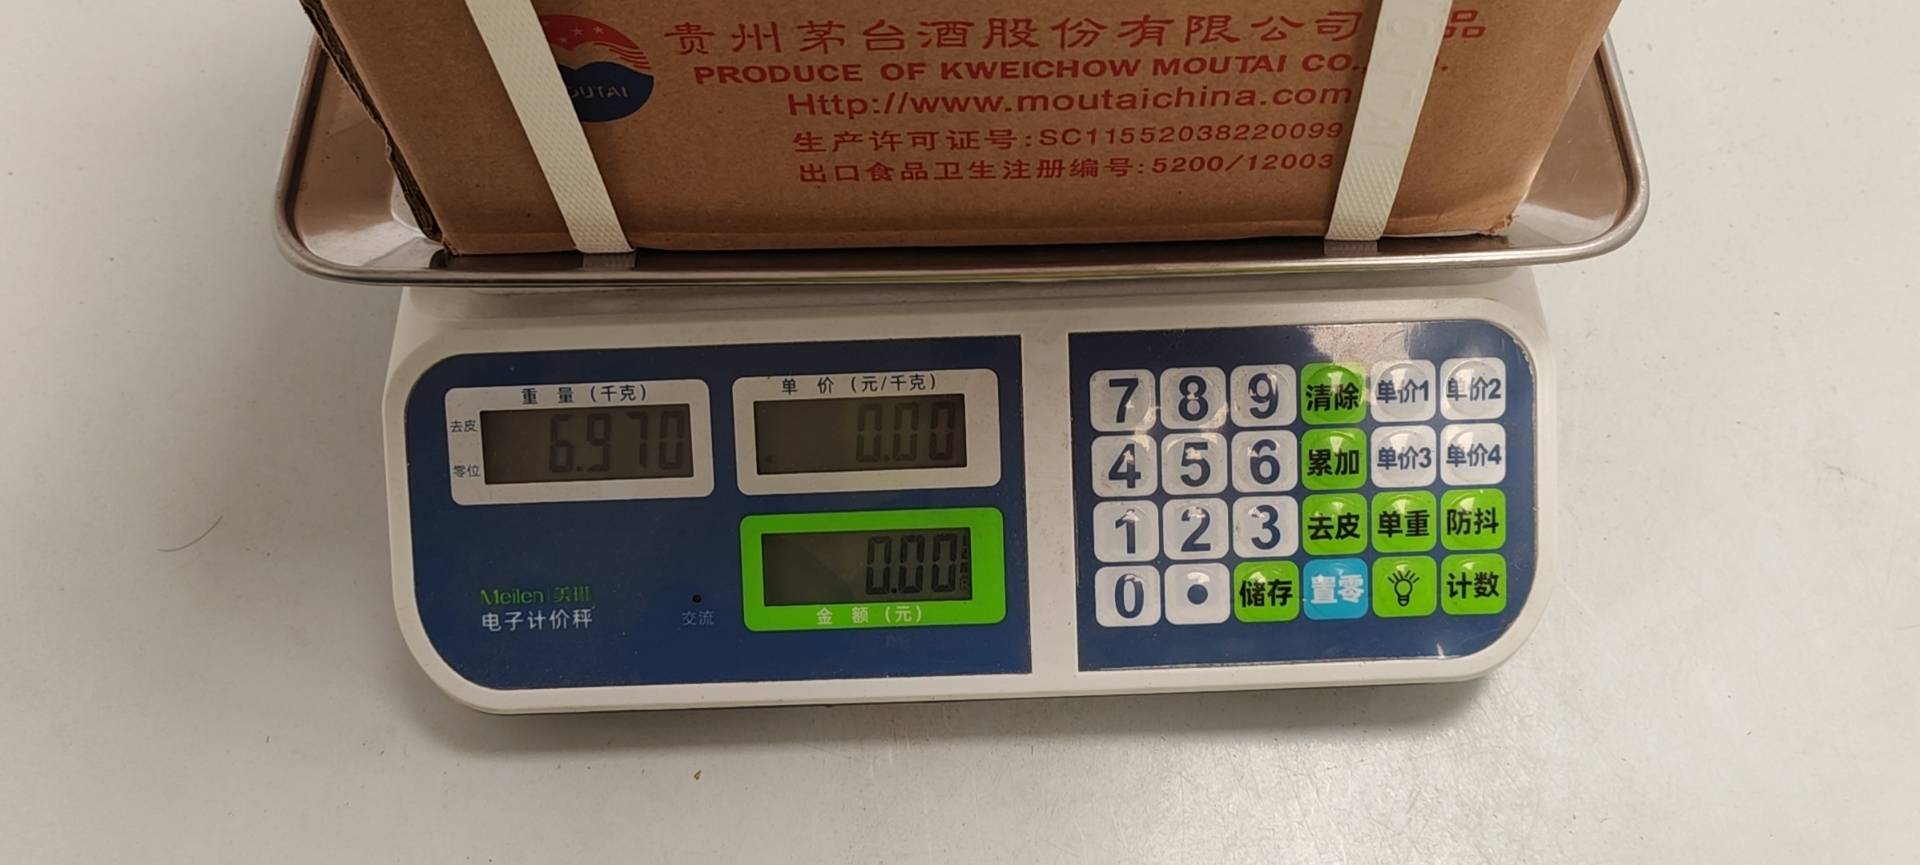 贵州茅台酒股份有限公司 品
MOUTAI
PRODUCE OF KWEICHOW MOUTAI CO.
Http://www.moutaichina.com
生产许可证号:SC11552038220099
出口食品卫生注册编号:5200/12003
重量(千克)
去皮
零位
6.970
单价(元/千克)
0.00
0.00
金额(元)
Meilen 美琳
电子计价秤
交流
7 8 9 清除 单价1 单价2
4 5 6 累加 单价3 单价4
1 2 3 去皮 单重 防抖
0 • 储存 置零 计数